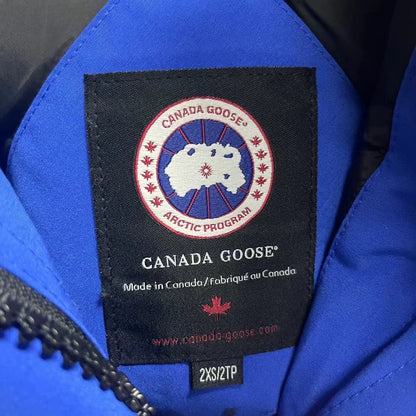 CANADA GOOSE®
ARCTIC PROGRAM
CANADA GOOSE®
Made in Canada/Fabriqué au Canada
www.canada-goose.com
2XS/2TP